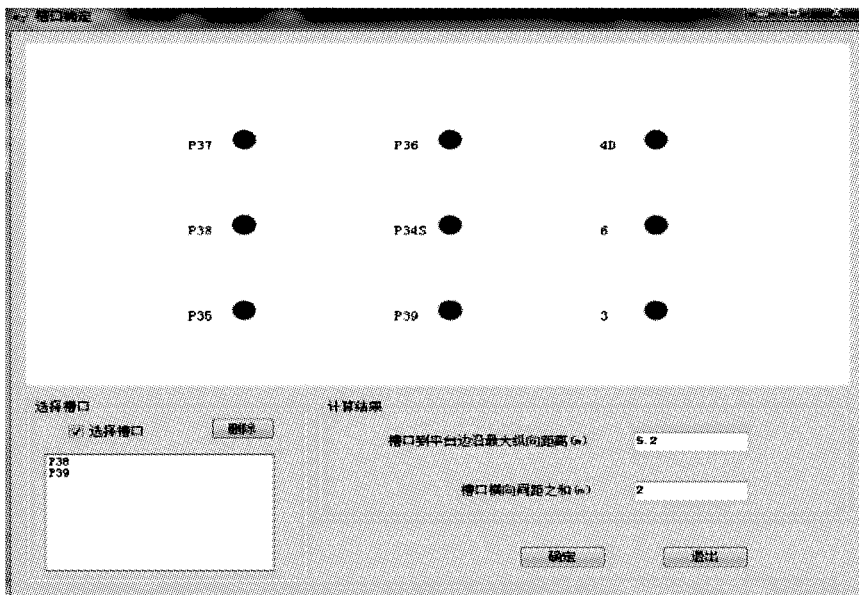 槽口确定
P37 P36 4D
P38 P34S 6
P35 P39 3
选择槽口
选择槽口 删除
P38
P39
计算结果
槽口到平台边沿最大纵向距离(m) 5.2
槽口横向间距之和(m) 2
确定 退出